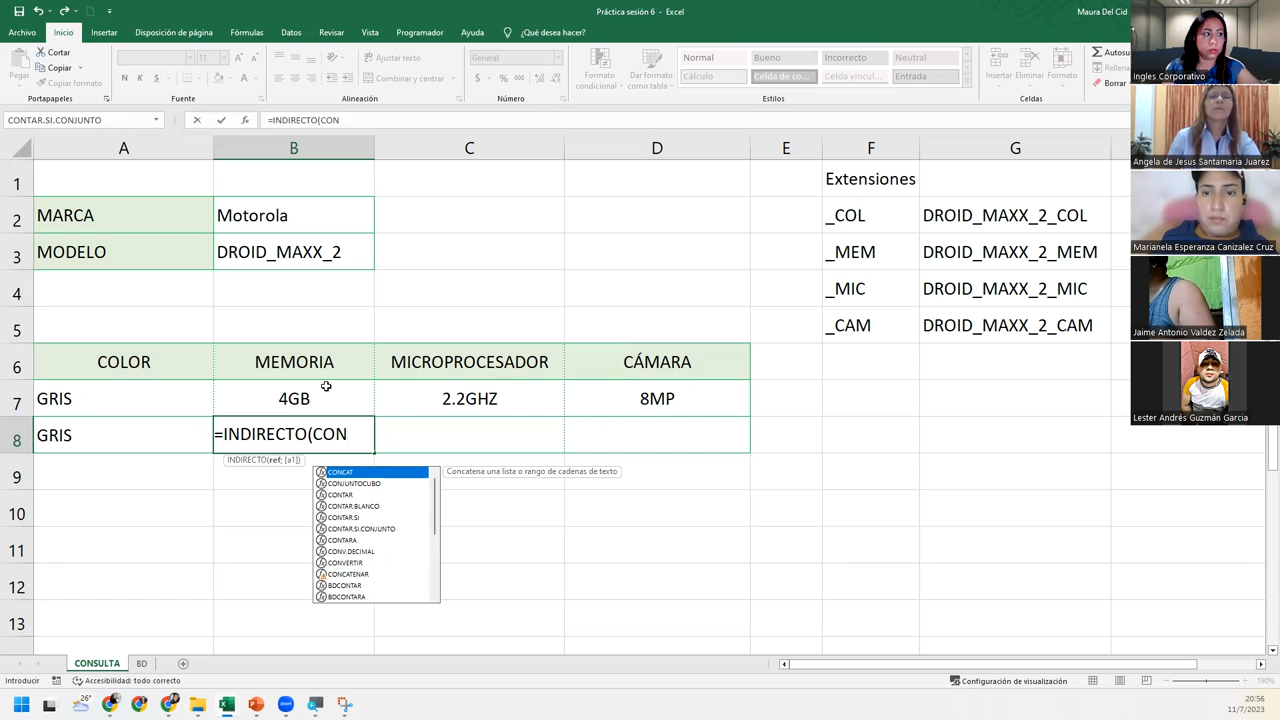 Práctica sesión 6 - Excel
Maura Del Cid
Archivo Inicio Insertar Disposición de página Fórmulas Datos Revisar Vista Programador Ayuda ¿Qué desea hacer?
Pegar
Cortar
Copiar
Copiar formato
Portapapeles
11
N K S
Fuente
Ajustar texto
Combinar y centrar
Alineación
$ % 000
Número
Formato condicional
Dar formato como tabla
Normal Bueno Incorrecto Neutral
Cálculo Celda de co... Celda vincul... Entrada
Estilos
Insertar Eliminar Formato
Celdas
Autosu
Rellena
Borrar
CONTAR.SI.CONJUNTO
=INDIRECTO(CON
A B C D E F G
1 Extensiones
2 MARCA Motorola _COL DROID_MAXX_2_COL
3 MODELO DROID_MAXX_2 _MEM DROID_MAXX_2_MEM
4 _MIC DROID_MAXX_2_MIC
5 _CAM DROID_MAXX_2_CAM
6 COLOR MEMORIA MICROPROCESADOR CÁMARA
7 GRIS 4GB 2.2GHZ 8MP
8 GRIS =INDIRECTO(CON
INDIRECTO(ref; [a1])
9
10
11
12
13
CONCAT
Concatena una lista o rango de cadenas de texto
CONJUNTOCUBO
CONTAR
CONTAR.BLANCO
CONTAR.SI
CONTAR.SI.CONJUNTO
CONTARA
CONV.DECIMAL
CONVERTIR
CONCATENAR
BDCONTAR
BDCONTARA
Ingles Corporativo
Angela de Jesus Santamaria Juarez
Marianela Esperanza Canizalez Cruz
Jaime Antonio Valdez Zelada
Lester Andrés Guzmán Garcia
CONSULTA BD
Introducir
Accesibilidad: todo correcto
Configuración de visualización
190%
26°
20:56
11/7/2023